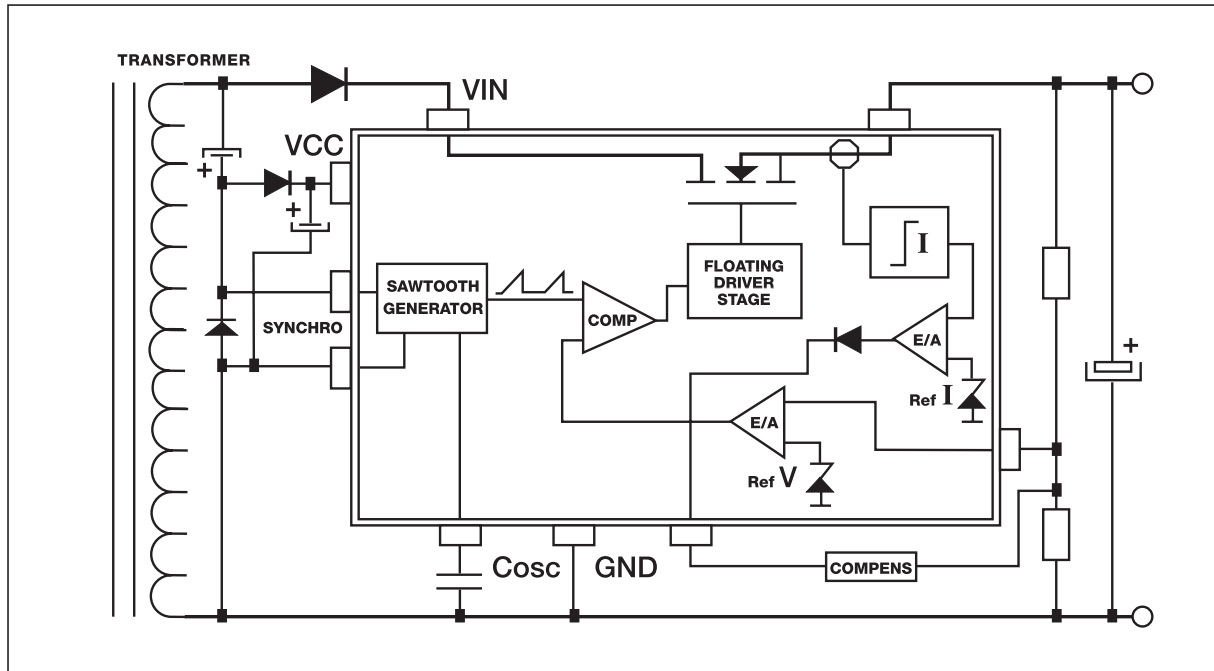 TRANSFORMER
VIN
VCC
+
+
SAWTOOTH
GENERATOR
SYNCHRO
COMP
FLOATING
DRIVER
STAGE
I
E/A
Ref I
E/A
Ref V
+
COSC
GND
COMPENS